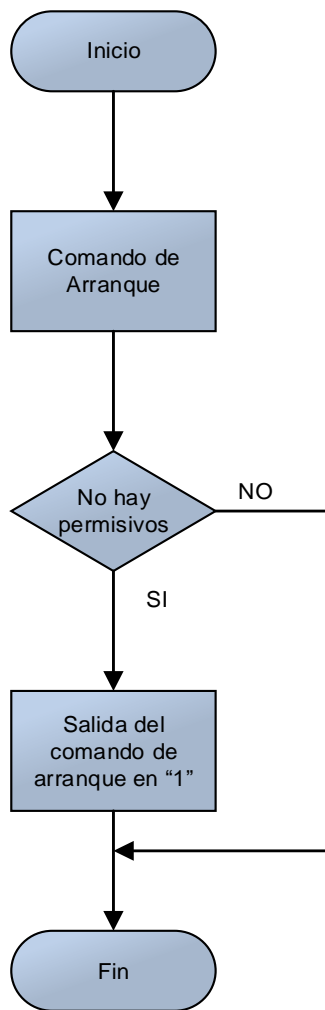 Inicio
Comando de
Arranque
No hay
permisivos
NO
SI
Salida del
comando de
arranque en “1”
Fin